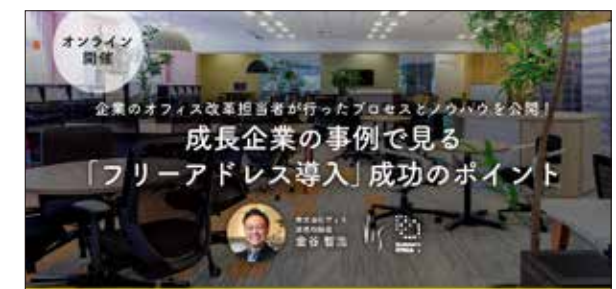 オンライン
開催
企業のオフィス改革担当者が行ったプロセスとノウハウを公開！
成長企業の事例で見る
「フリーアドレス導入」成功のポイント